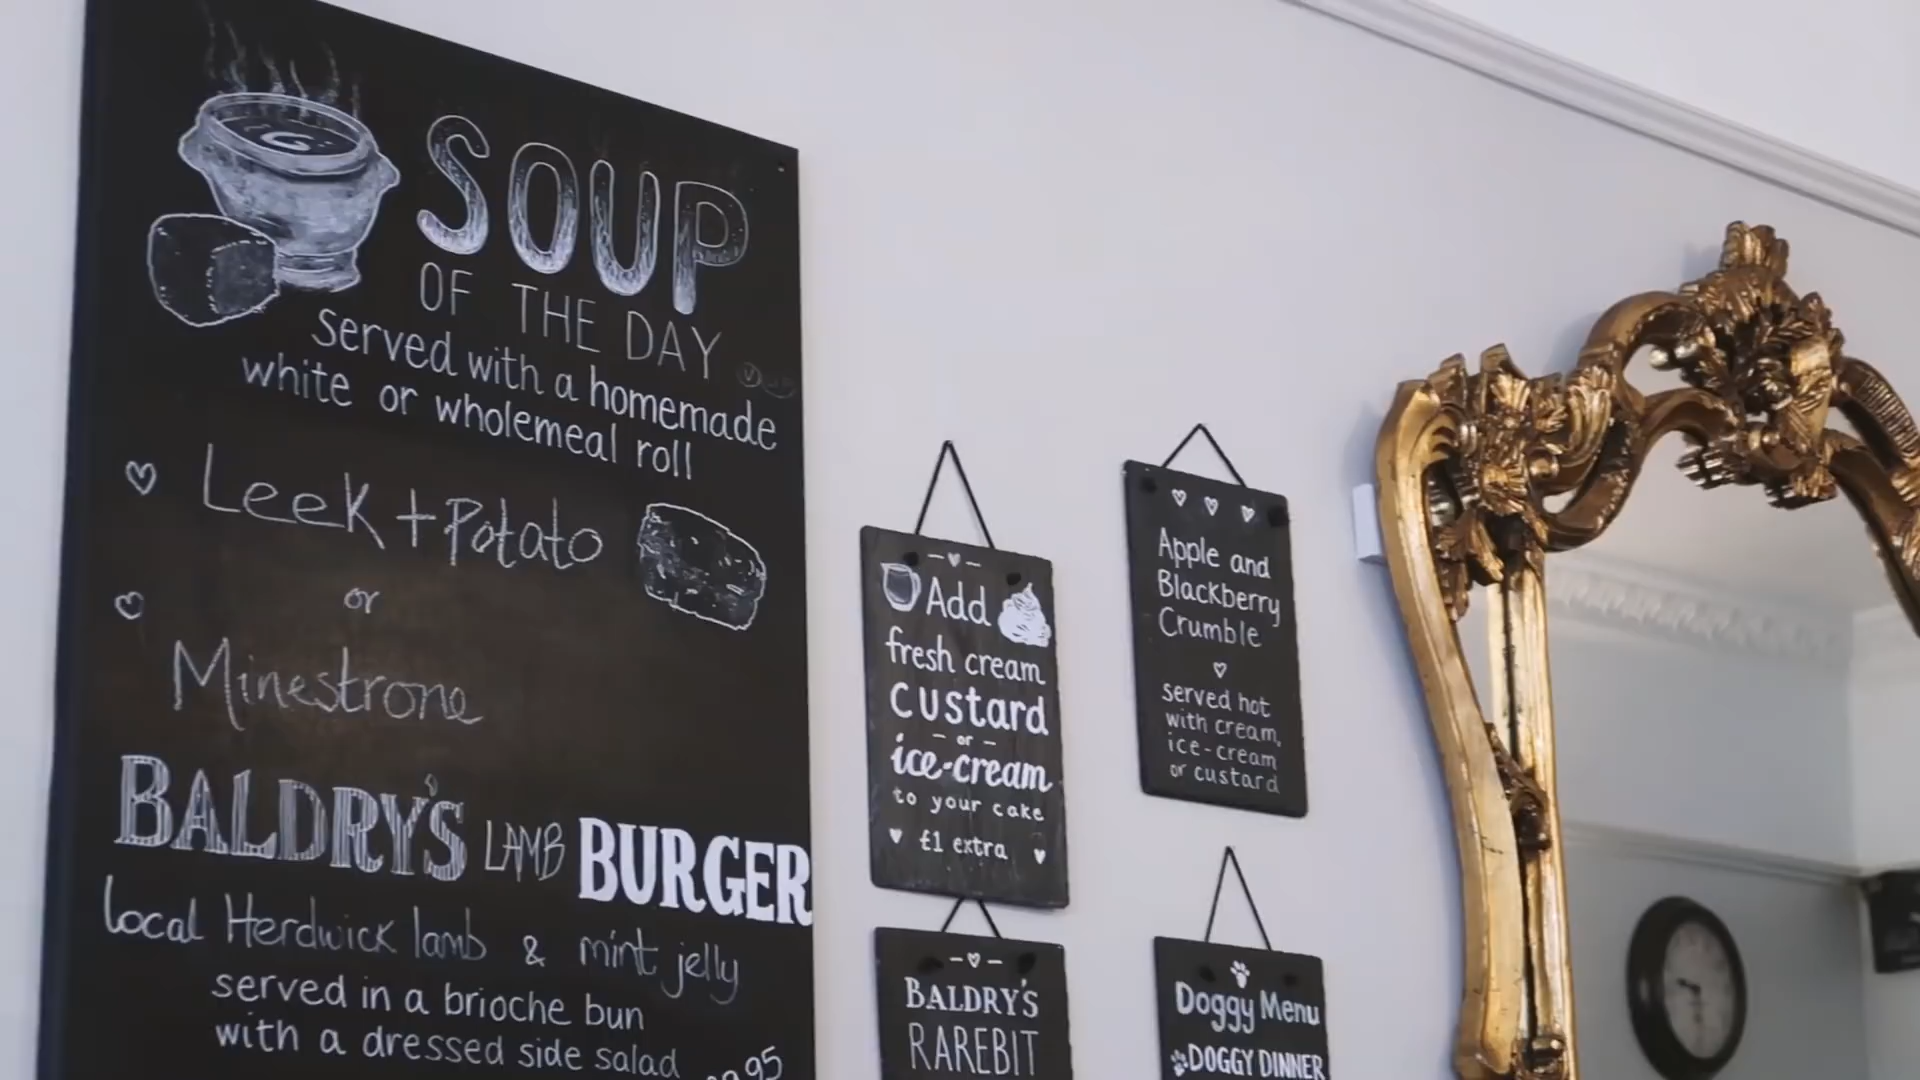 SOUP
OF THE DAY
Served with a homemade
white or wholemeal roll
Leek + Potato
or
Minestrone
BALDRY'S LAMB BURGER
local Herdwick lamb & mint jelly
served in a brioche bun
with a dressed side salad
Add
fresh cream
custard
- or -
ice-cream
to your cake
£1 extra
Apple and
Blackberry
Crumble
served hot
with cream,
ice-cream
or custard
BALDRY'S
RAREBIT
Doggy Menu
DOGGY DINNER